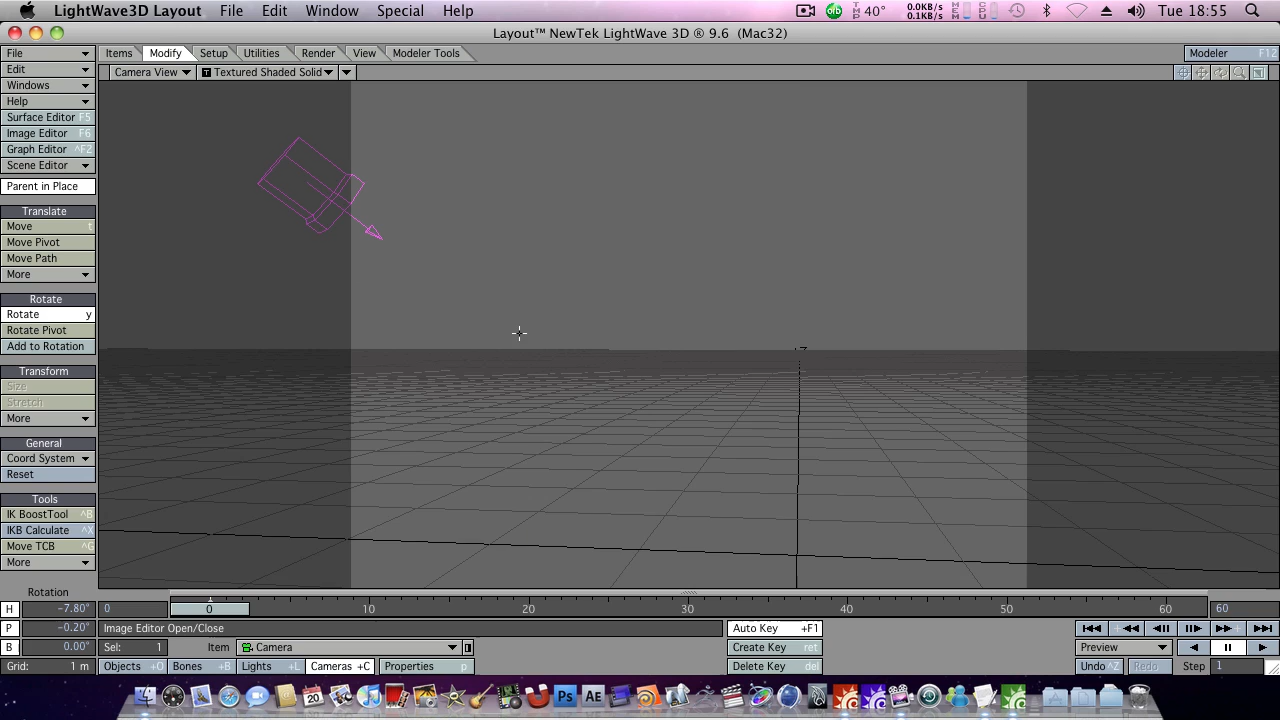 LightWave3D Layout File Edit Window Special Help 40° 0.0KB/s 0.1KB/s Tue 18:55
Layout™ NewTek LightWave 3D ® 9.6 (Mac32)
File Items Modify Setup Utilities Render View Modeler Tools Modeler F12
Edit Camera View Textured Shaded Solid
Windows
Help
Surface Editor F5
Image Editor F6
Graph Editor ^F2
Scene Editor
Parent in Place
Translate
Move t
Move Pivot
Move Path
More
Rotate
Rotate y
Rotate Pivot
Add to Rotation
Transform
Size
Stretch
More
General
Coord System
Reset
Tools
IK BoostTool ^B
IKB Calculate ^X
Move TCB ^G
More
Rotation
H -7.80° 0 0 10 20 30 40 50 60 60
P -0.20° Image Editor Open/Close Auto Key +F1
B 0.00° Sel: 1 Item Camera Create Key ret Preview
Grid: 1 m Objects +O Bones +B Lights +L Cameras +C Properties p Delete Key del Undo ^Z Redo Step 1
20 Ps AE